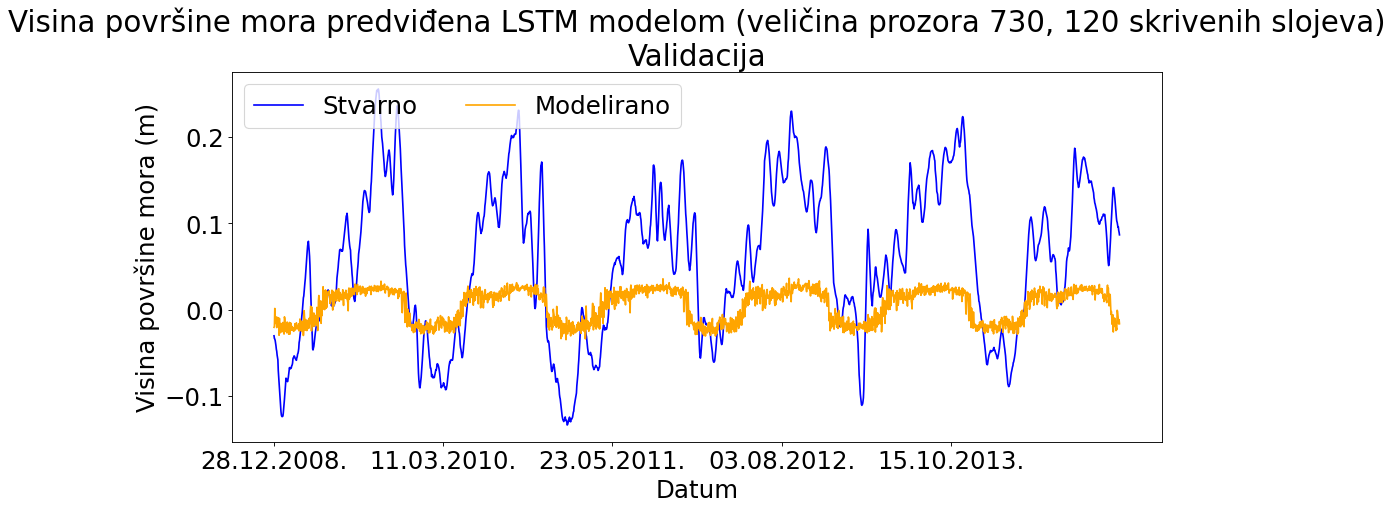 Visina površine mora predviđena LSTM modelom (veličina prozora 730, 120 skrivenih slojeva)
Validacija
Stvarno
Modelirano
Visina površine mora (m)
0.2
0.1
0.0
−0.1
28.12.2008.
11.03.2010.
23.05.2011.
03.08.2012.
15.10.2013.
Datum